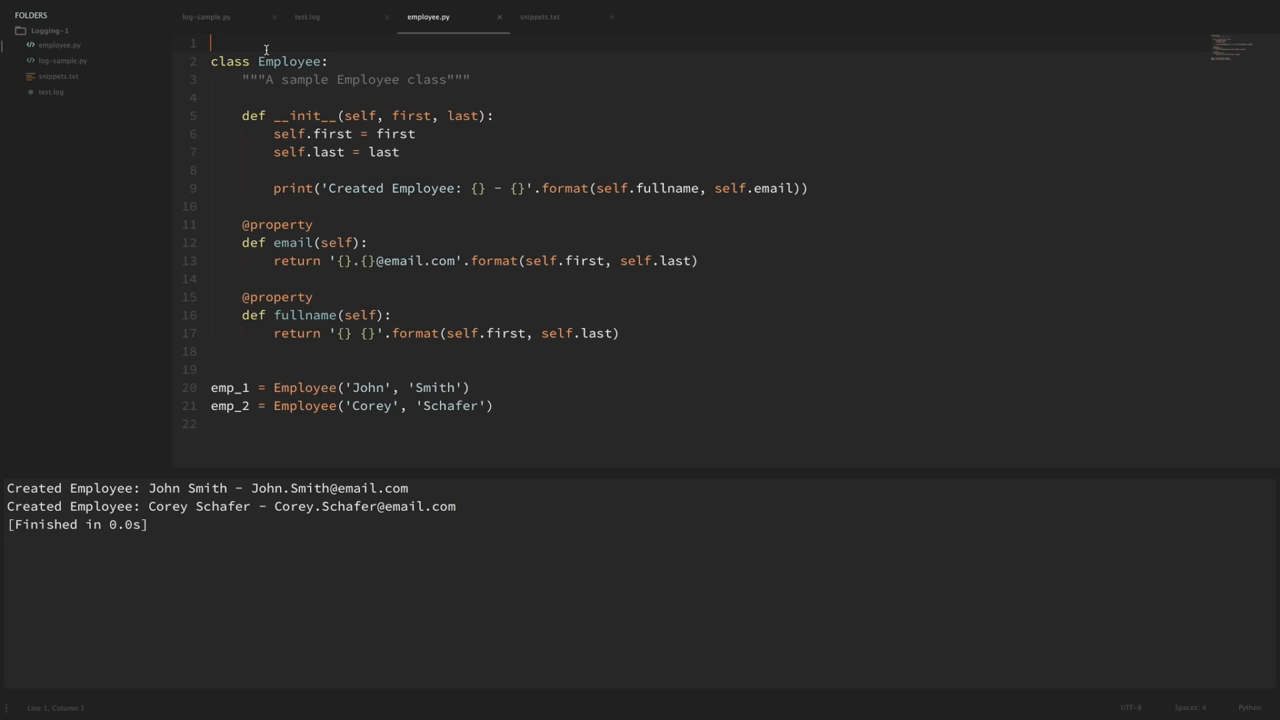 FOLDERS
Logging-1
employee.py
log-sample.py
snippets.txt
test.log
log-sample.py × test.log × employee.py × snippets.txt ×
1
2 class Employee:
3     """A sample Employee class"""
4
5     def __init__(self, first, last):
6         self.first = first
7         self.last = last
8
9         print('Created Employee: {} - {}'.format(self.fullname, self.email))
10
11     @property
12     def email(self):
13         return '{}.{}@email.com'.format(self.first, self.last)
14
15     @property
16     def fullname(self):
17         return '{} {}'.format(self.first, self.last)
18
19
20 emp_1 = Employee('John', 'Smith')
21 emp_2 = Employee('Corey', 'Schafer')
22
Created Employee: John Smith - John.Smith@email.com
Created Employee: Corey Schafer - Corey.Schafer@email.com
[Finished in 0.0s]
Line 1, Column 1 UTF-8 Spaces: 4 Python